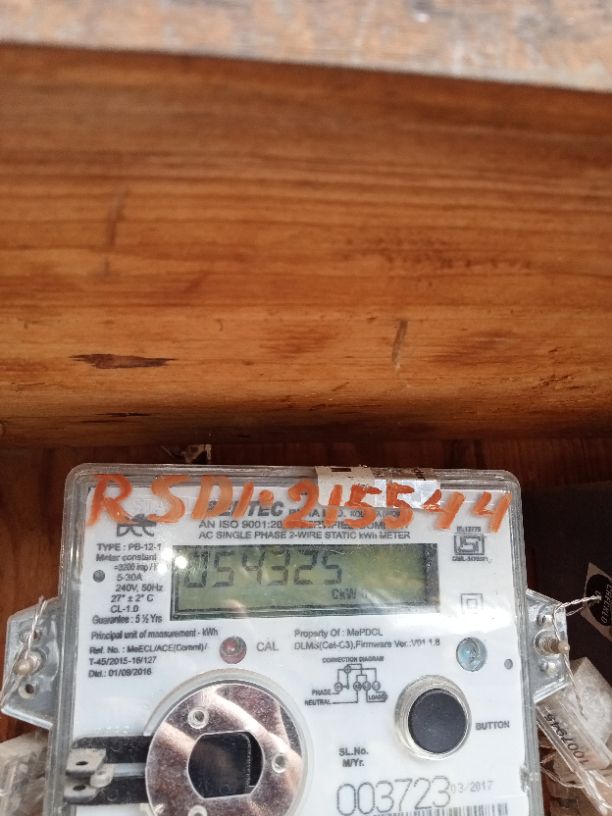 RSD1:215544
AN ISO 9001:20
AC SINGLE PHASE 2-WIRE STATIC kWh METER
TYPE : PB-12-1
Meter constant
=3200 imp / k
5-30A
240V, 50Hz
27° ± 2° C
CL-1.0
Guarantee : 5 ½ Yrs
054325
CkW
Principal unit of measurement - kWh
Ref. No. : MeECL/ACE(Comml)/
T-45/2015-16/127
Dtd.: 01/09/2016
CAL
Property Of : MePDCL
DLMS(Cat-C3),Firmware Ver.:V01.1.8
CONNECTION DIAGRAM
PHASE
NEUTRAL
LOAD
BUTTON
SL.No.
M/Yr.
003723
03/2017